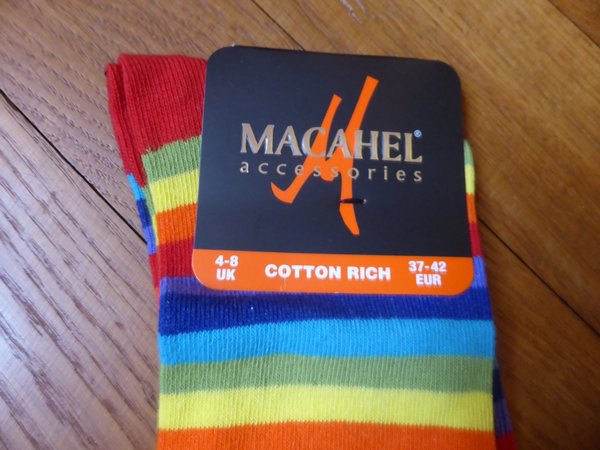 MACAHEL®
accessories
4-8
UK
COTTON RICH
37-42
EUR